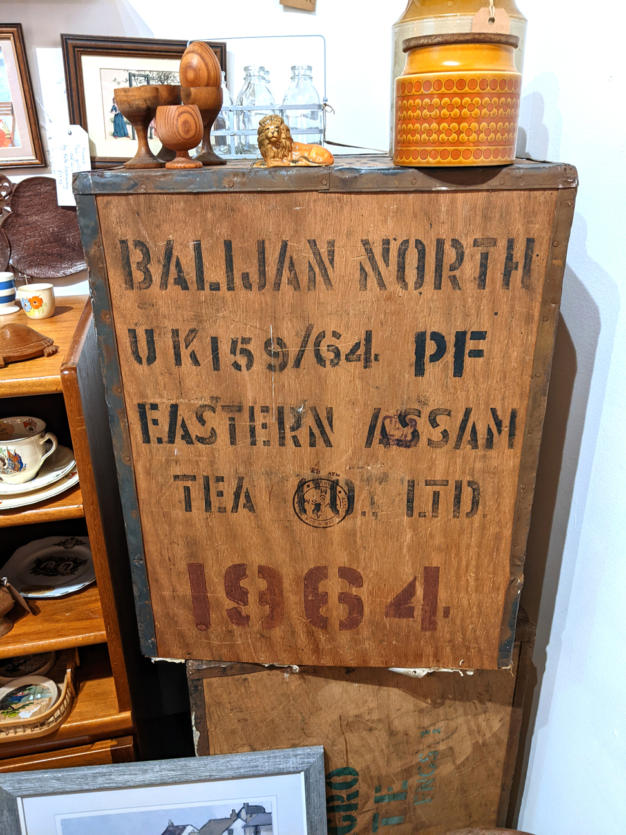 BALIJAN NORTH
UK159/64 PF
EASTERN ASSAM
TEA CO. LTD
1964